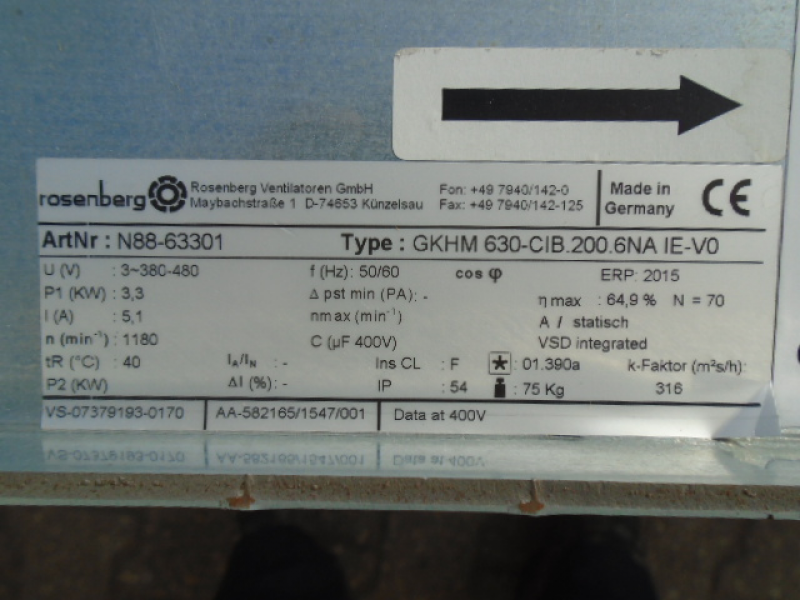 rosenberg Rosenberg Ventilatoren GmbH Fon: +49 7940/142-0 Made in CE
Maybachstraße 1 D-74653 Künzelsau Fax: +49 7940/142-125 Germany
ArtNr : N88-63301 Type : GKHM 630-CIB.200.6NA IE-V0
U (V) : 3~380-480 f (Hz): 50/60 cos φ ERP: 2015
P1 (KW) : 3,3 Δ pst min (PA): - η max : 64,9 % N = 70
I (A) : 5,1 nmax (min⁻¹) A / statisch
n (min⁻¹) : 1180 C (µF 400V) VSD integrated
tR (°C) : 40 I_A/I_N : - Ins CL : F * : 01.390a k-Faktor (m²s/h):
P2 (KW) ΔI (%): - IP : 54 : 75 Kg 316
VS-07379193-0170 AA-582165/1547/001 Data at 400V